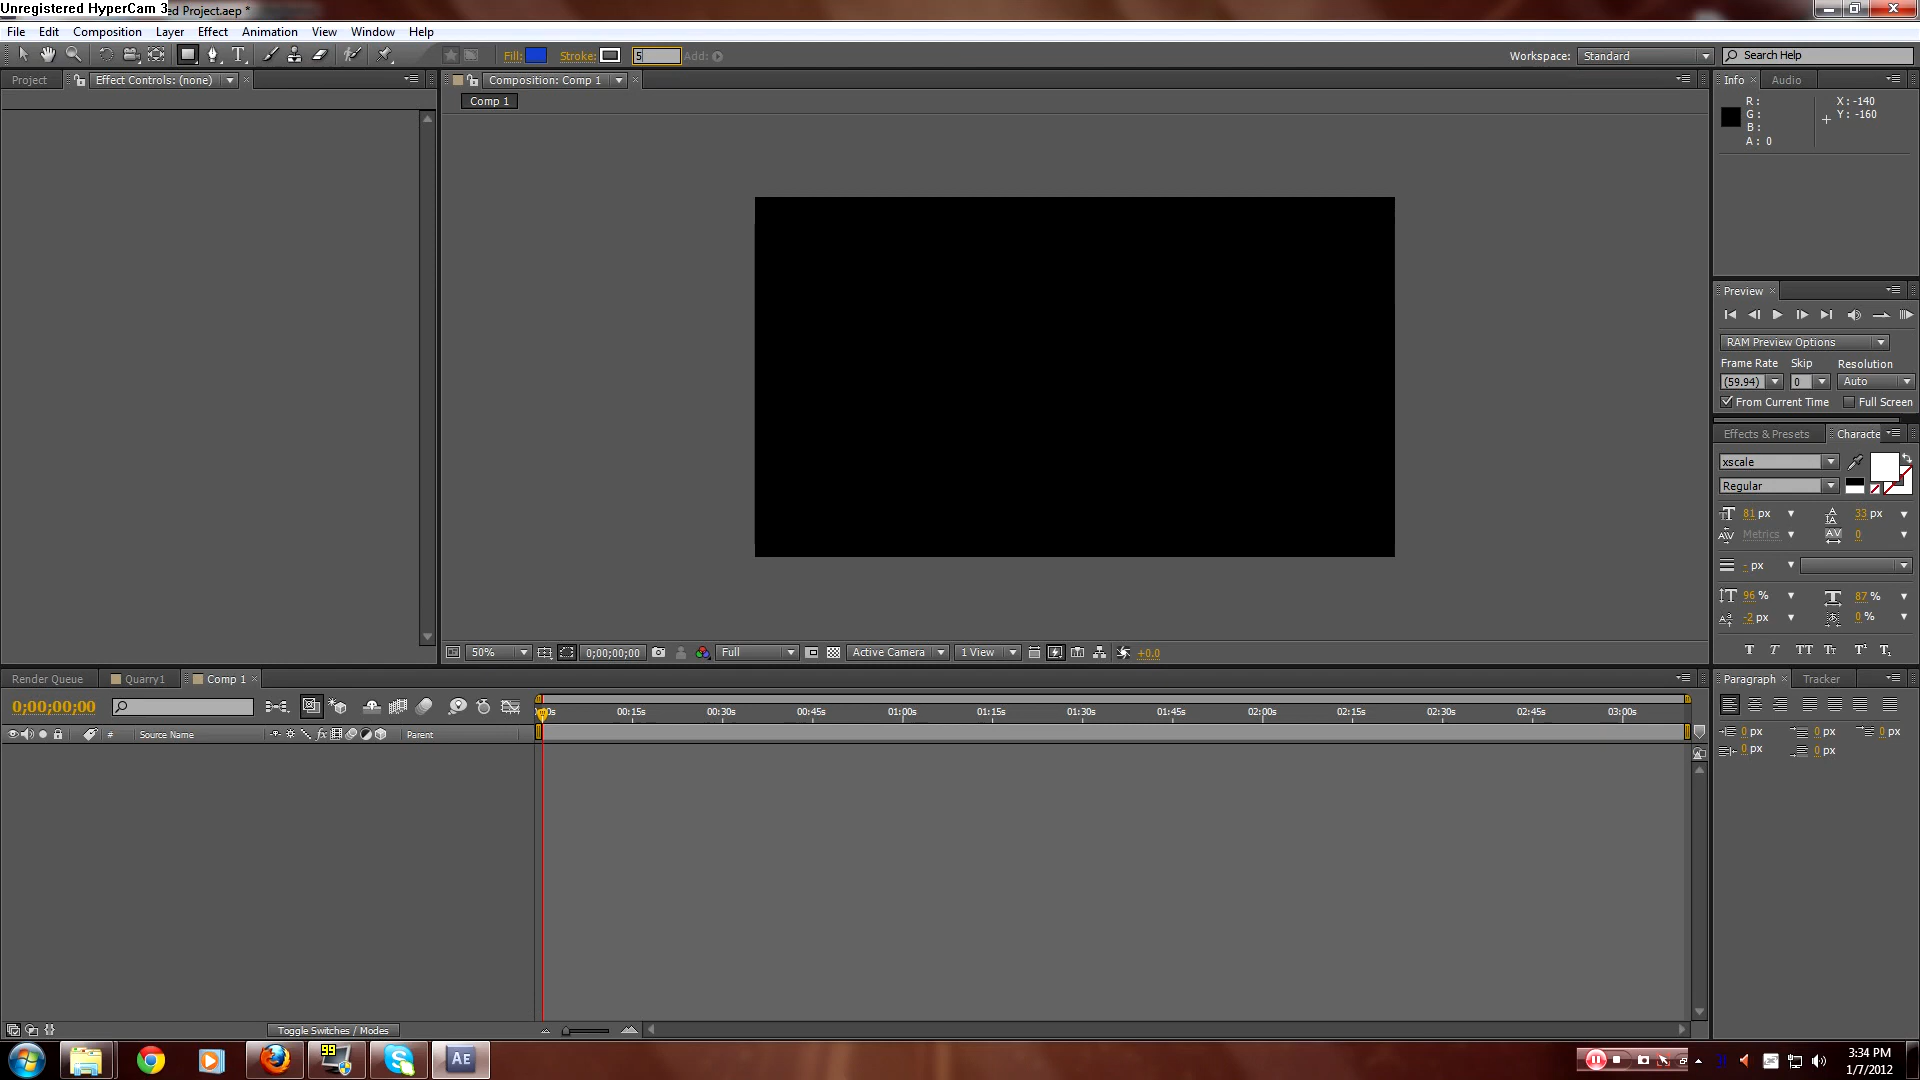 Unregistered HyperCam 3
ed Project.aep *
File Edit Composition Layer Effect Animation View Window Help
Fill: Stroke: 5 Add:
Workspace: Standard Search Help
Project Effect Controls: (none)
Composition: Comp 1
Comp 1
Info Audio
R :
G :
B :
A : 0
X : -140
Y : -160
Preview
RAM Preview Options
Frame Rate Skip Resolution
(59.94) 0 Auto
From Current Time Full Screen
Effects & Presets Characte
xscale
Regular
81 px 33 px
Metrics 0
- px
96 % 87 %
-2 px 0 %
50% 0;00;00;00 Full Active Camera 1 View +0.0
Render Queue Quarry1 Comp 1
0;00;00;00
00:15s 00:30s 00:45s 01:00s 01:15s 01:30s 01:45s 02:00s 02:15s 02:30s 02:45s 03:00s
# Source Name Parent
Paragraph Tracker
0 px 0 px 0 px
0 px 0 px
Toggle Switches / Modes
99
AE
3:34 PM
1/7/2012